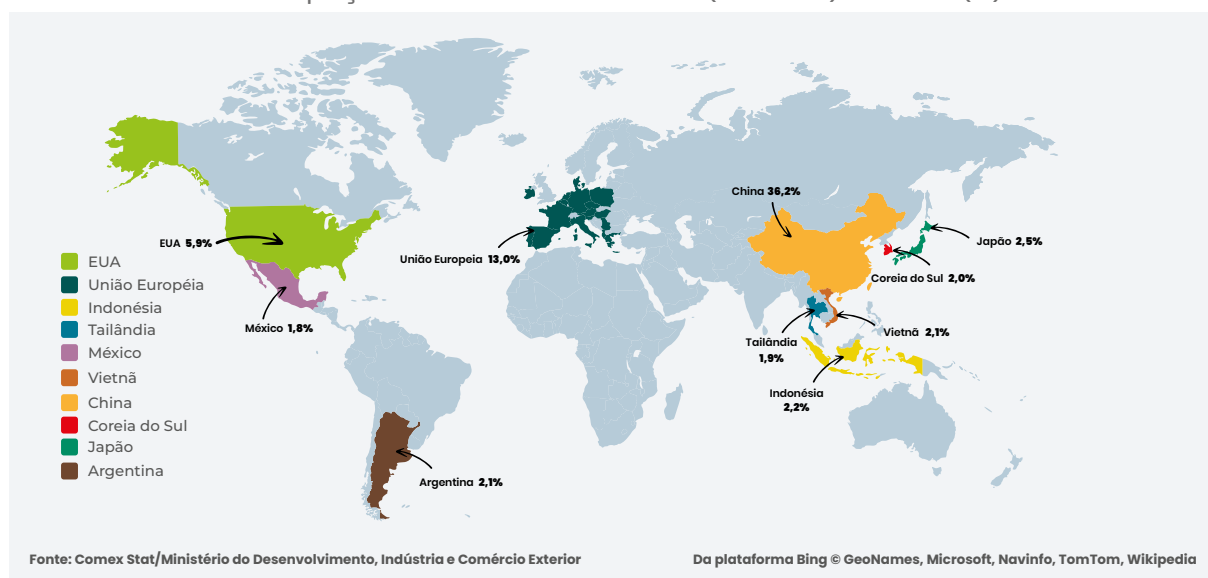 China 36,2%
EUA 5,9%
União Europeia 13,0%
Japão 2,5%
Coreia do Sul 2,0%
México 1,8%
Vietnã 2,1%
Tailândia
1,9%
Indonésia
2,2%
Argentina 2,1%
EUA
União Européia
Indonésia
Tailândia
México
Vietnã
China
Coreia do Sul
Japão
Argentina
Fonte: Comex Stat/Ministério do Desenvolvimento, Indústria e Comércio Exterior
Da plataforma Bing © GeoNames, Microsoft, Navinfo, TomTom, Wikipedia